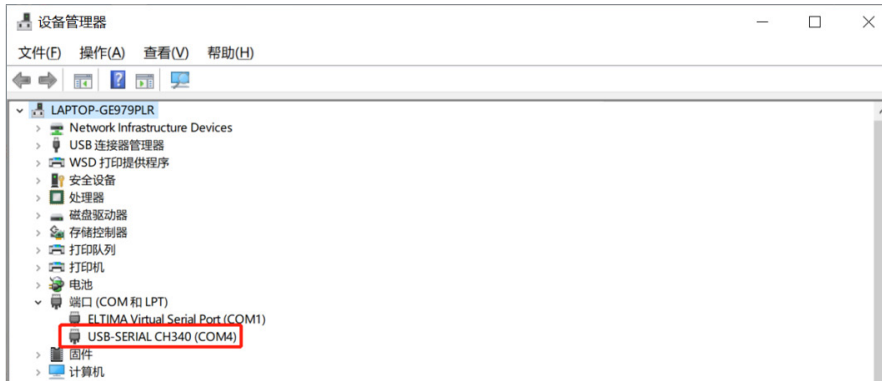 设备管理器
文件(F) 操作(A) 查看(V) 帮助(H)
LAPTOP-GE979PLR
Network Infrastructure Devices
USB 连接器管理器
WSD 打印提供程序
安全设备
处理器
磁盘驱动器
存储控制器
打印队列
打印机
电池
端口 (COM 和 LPT)
ELTIMA Virtual Serial Port (COM1)
USB-SERIAL CH340 (COM4)
固件
计算机